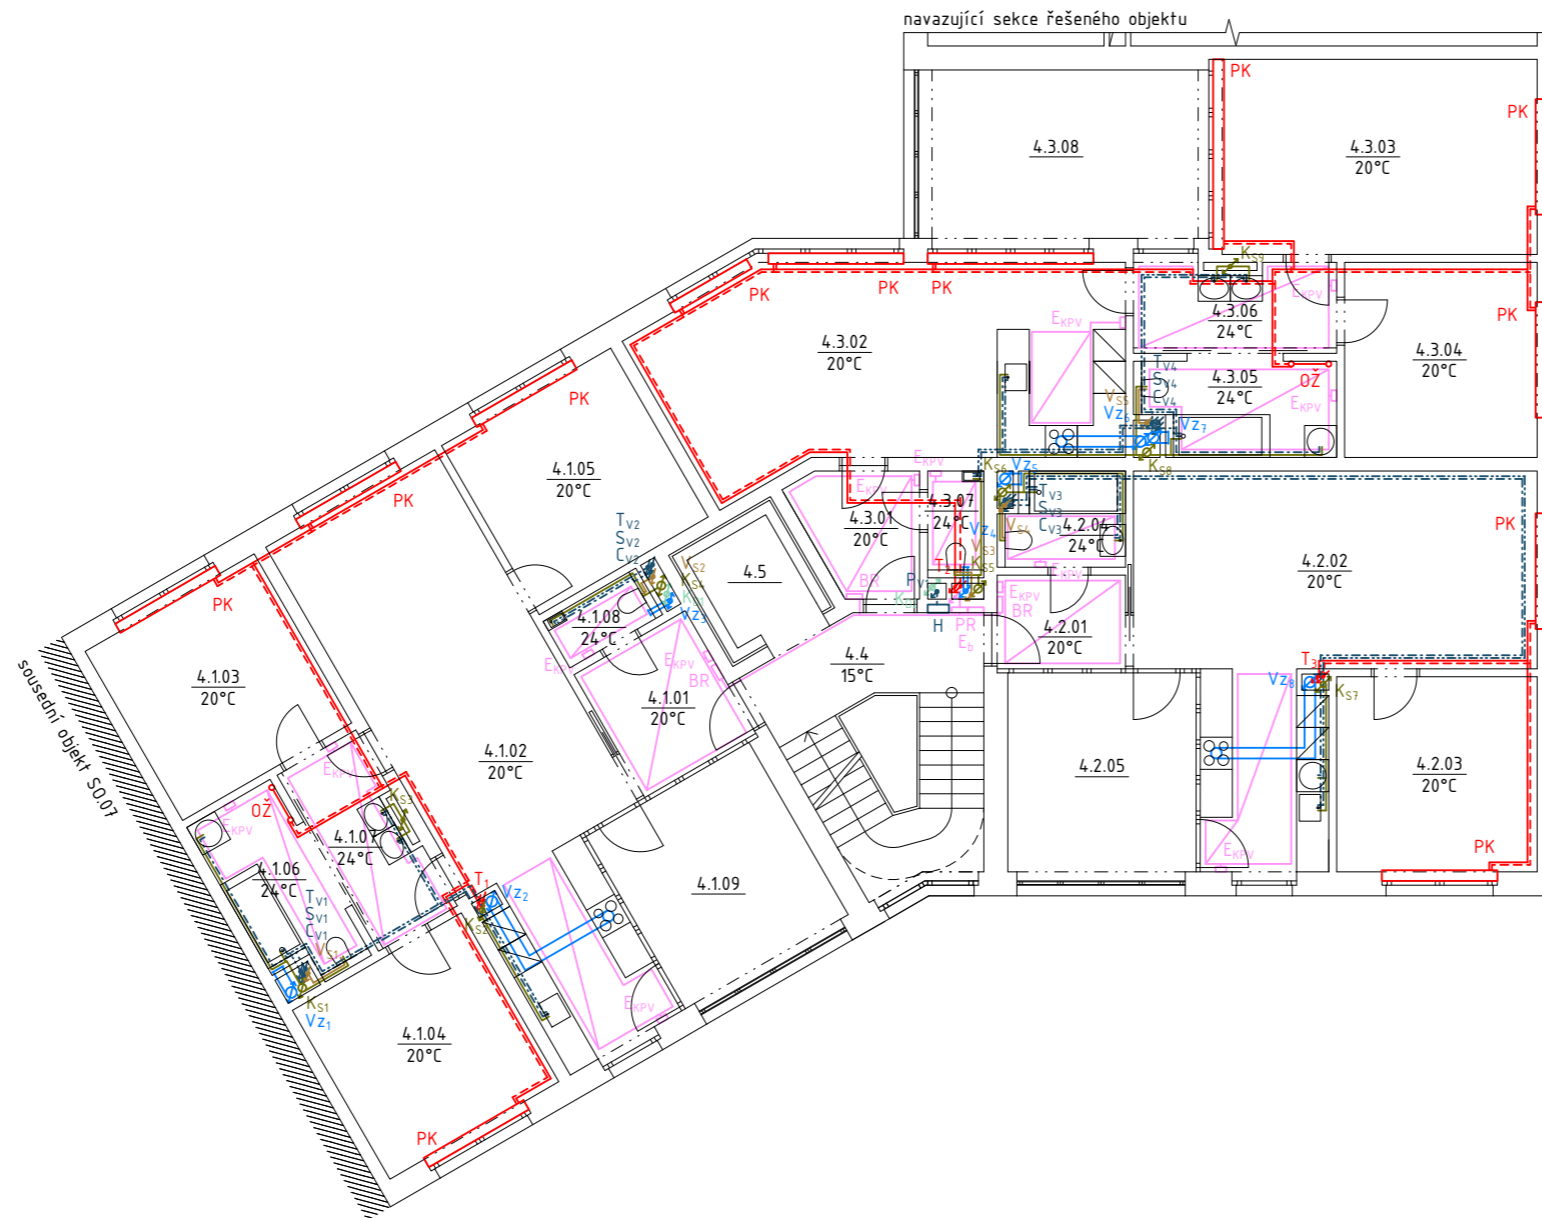 navazující sekce řešeného objektu
PK
PK
4.3.08
4.3.03
20°C
KS9
EKPV
PK
PK
PK
PK
4.3.06
24°C
EKPV
4.3.02
20°C
4.3.04
20°C
TV4
SV4
CV4
4.3.05
24°C
OŽ
EKPV
VS5
Vz6
Vz7
KS8
PK
4.1.05
20°C
PK
EKPV
EKPV
KS6
Vz5
4.3.07
24°C
4.3.01
20°C
TV3
SV3
CV3
VS4
4.2.04
24°C
Vz4
VS3
KS5
EKPV
PK
4.2.02
20°C
TV2
SV2
CV2
VS2
KS4
Vz3
4.5
BR
H
PR
Eb
EKPV
BR
4.2.01
20°C
PK
4.1.08
24°C
EKPV
EKPV
BR
4.1.01
20°C
4.4
15°C
T3
Vz8
KS7
sousední objekt SO.07
4.1.03
20°C
4.1.02
20°C
4.2.05
4.2.03
20°C
EKPV
OŽ
EKPV
KS3
4.1.07
24°C
4.1.06
24°C
TV1
SV1
CV1
VS1
T1
Vz2
KS2
4.1.09
EKPV
PK
KS1
Vz1
4.1.04
20°C
EKPV
PK